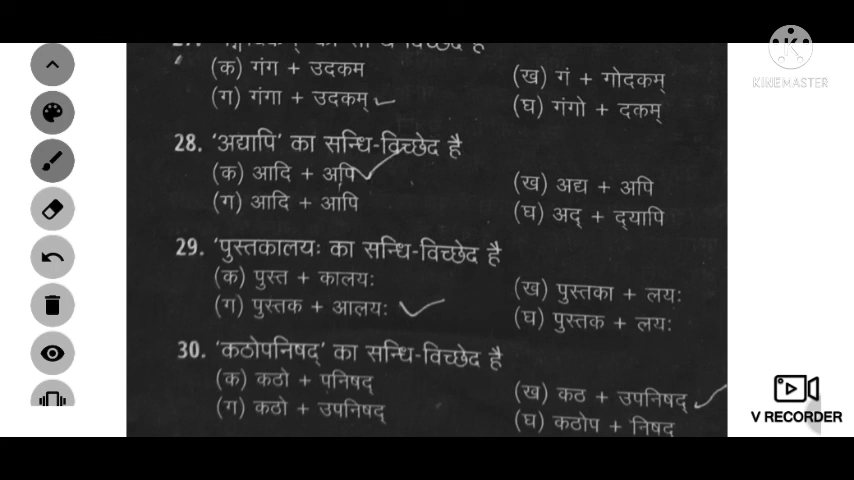 27.
का
है
(क) गंग + उदकम
(ख) गं + गोदकम्
(ग) गंगा + उदकम्
(घ) गंगो + दकम्
28. 'अद्यापि' का सन्धि-विच्छेद है
(क) आदि + अपि
(ख) अद्य + अपि
(ग) आदि + आपि
(घ) अद् + द्यापि
29. 'पुस्तकालयः का सन्धि-विच्छेद है
(क) पुस्त + कालयः
(ख) पुस्तका + लयः
(ग) पुस्तक + आलयः
(घ) पुस्तक + लयः
30. 'कठोपनिषद्' का सन्धि-विच्छेद है
(क) कठो + पनिषद्
(ख) कठ + उपनिषद्
(ग) कठो + उपनिषद्
(घ) कठोप + निषद
KINEMASTER
V RECORDER